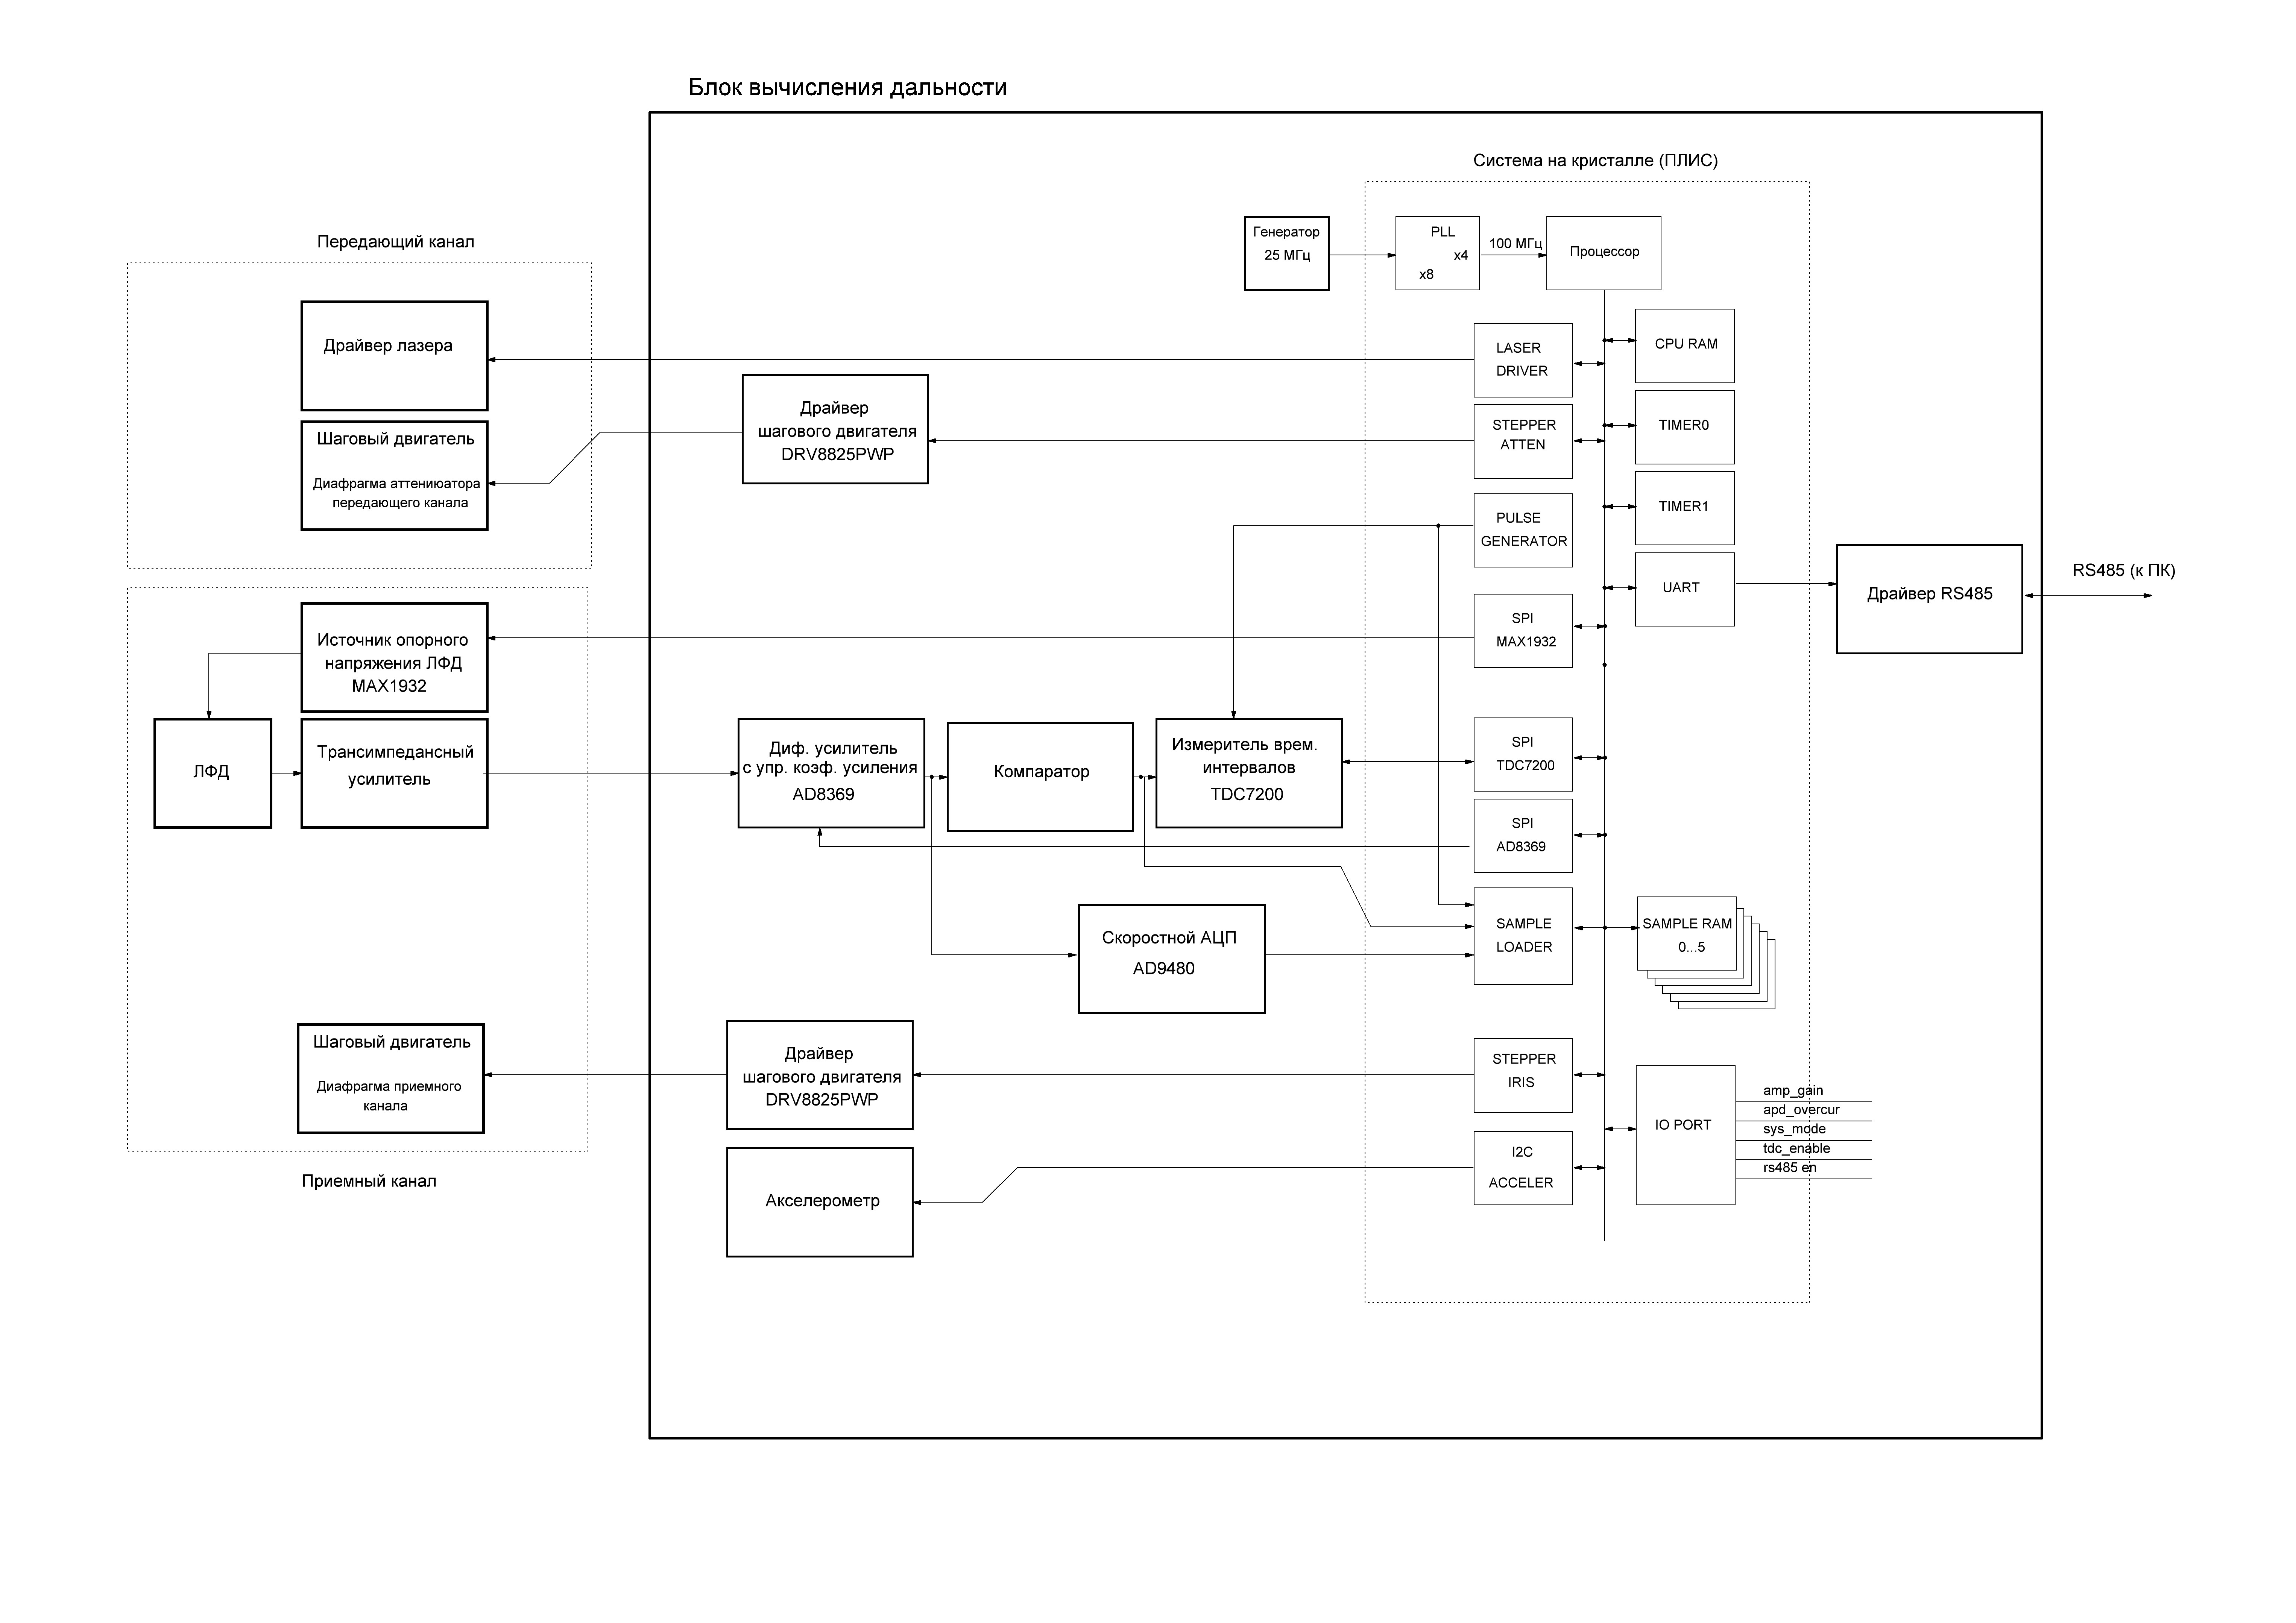 Блок вычисления дальности
Система на кристалле (ПЛИС)
Генератор
25 МГц
PLL
x4
x8
100 МГц
Процессор
Передающий канал
Драйвер лазера
Шаговый двигатель
Диафрагма аттениюатора
передающего канала
Драйвер
шагового двигателя
DRV8825PWP
LASER
DRIVER
STEPPER
ATTEN
PULSE
GENERATOR
SPI
MAX1932
CPU RAM
TIMER0
TIMER1
UART
Драйвер RS485
RS485 (к ПК)
Источник опорного
напряжения ЛФД
MAX1932
ЛФД
Трансимпедансный
усилитель
Диф. усилитель
с упр. коэф. усиления
AD8369
Компаратор
Измеритель врем.
интервалов
TDC7200
SPI
TDC7200
SPI
AD8369
Скоростной АЦП
AD9480
SAMPLE
LOADER
SAMPLE RAM
0...5
Шаговый двигатель
Диафрагма приемного
канала
Драйвер
шагового двигателя
DRV8825PWP
STEPPER
IRIS
IO PORT
amp_gain
apd_overcur
sys_mode
tdc_enable
rs485 en
Приемный канал
Акселерометр
I2C
ACCELER